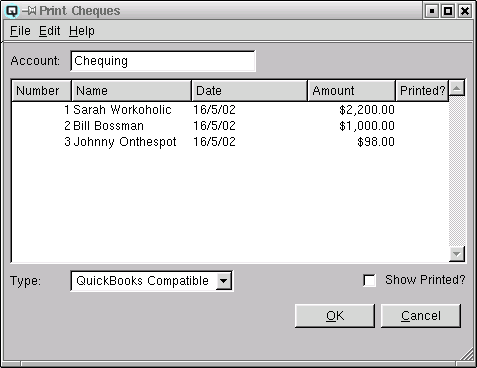 Q Print Cheques
File Edit Help
Account: Chequing
Number Name Date Amount Printed?
1 Sarah Workoholic 16/5/02 $2,200.00
2 Bill Bossman 16/5/02 $1,000.00
3 Johnny Onthespot 16/5/02 $98.00
Type: QuickBooks Compatible Show Printed?
OK Cancel